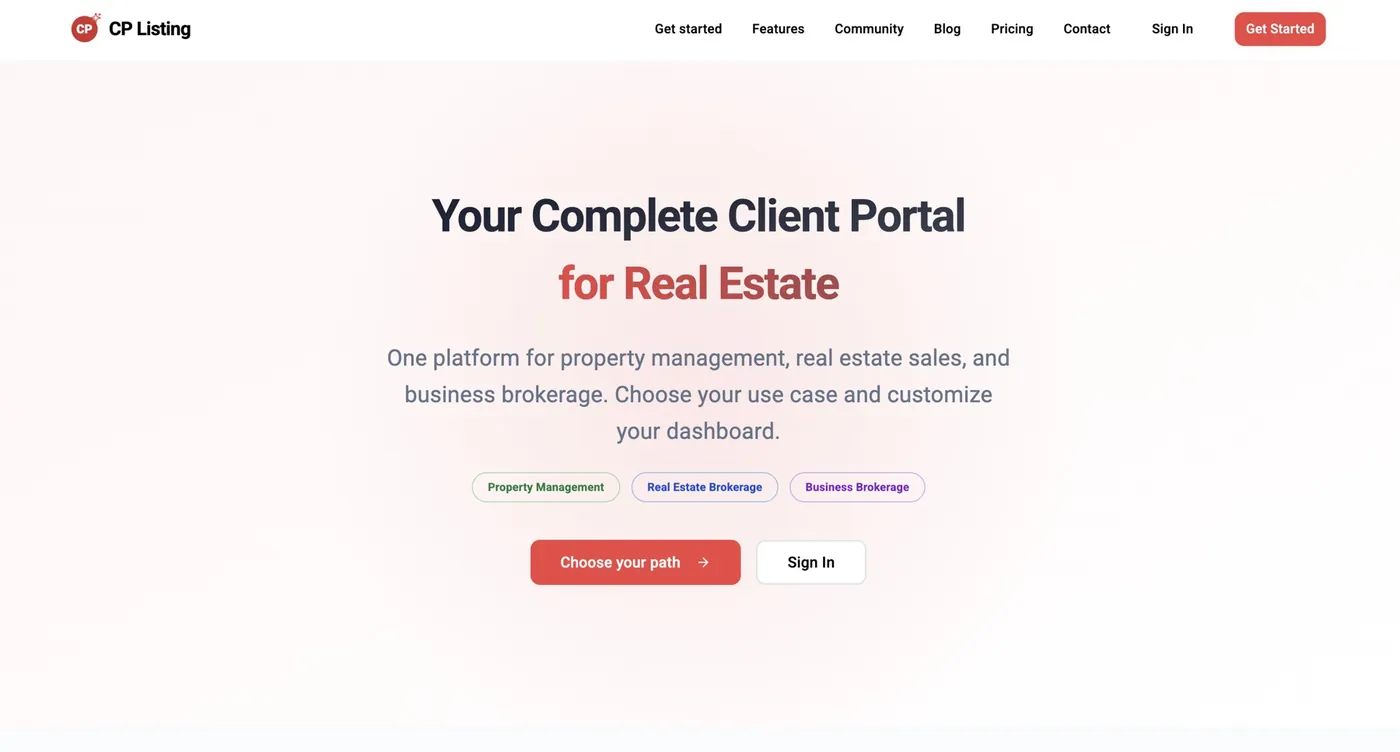 CP CP Listing
Get started Features Community Blog Pricing Contact Sign In Get Started
Your Complete Client Portal
for Real Estate
One platform for property management, real estate sales, and
business brokerage. Choose your use case and customize
your dashboard.
Property Management Real Estate Brokerage Business Brokerage
Choose your path → Sign In